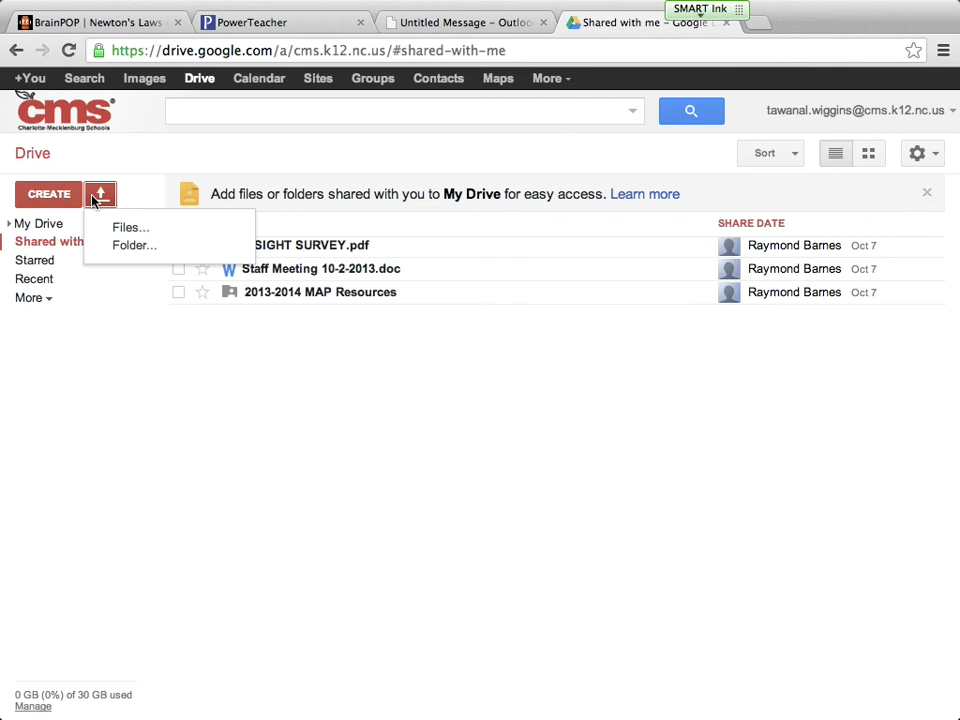 BrainPOP | Newton's Laws
PowerTeacher
Untitled Message - Outloo
Shared with me - Google
SMART Ink
https://drive.google.com/a/cms.k12.nc.us/#shared-with-me
+You Search Images Drive Calendar Sites Groups Contacts Maps More
cms
Charlotte-Mecklenburg Schools
tawanal.wiggins@cms.k12.nc.us
Drive
Sort
CREATE
Add files or folders shared with you to My Drive for easy access. Learn more
My Drive
Shared with
Starred
Recent
More
Files...
Folder...
SHARE DATE
SIGHT SURVEY.pdf Raymond Barnes Oct 7
W Staff Meeting 10-2-2013.doc Raymond Barnes Oct 7
2013-2014 MAP Resources Raymond Barnes Oct 7
0 GB (0%) of 30 GB used
Manage